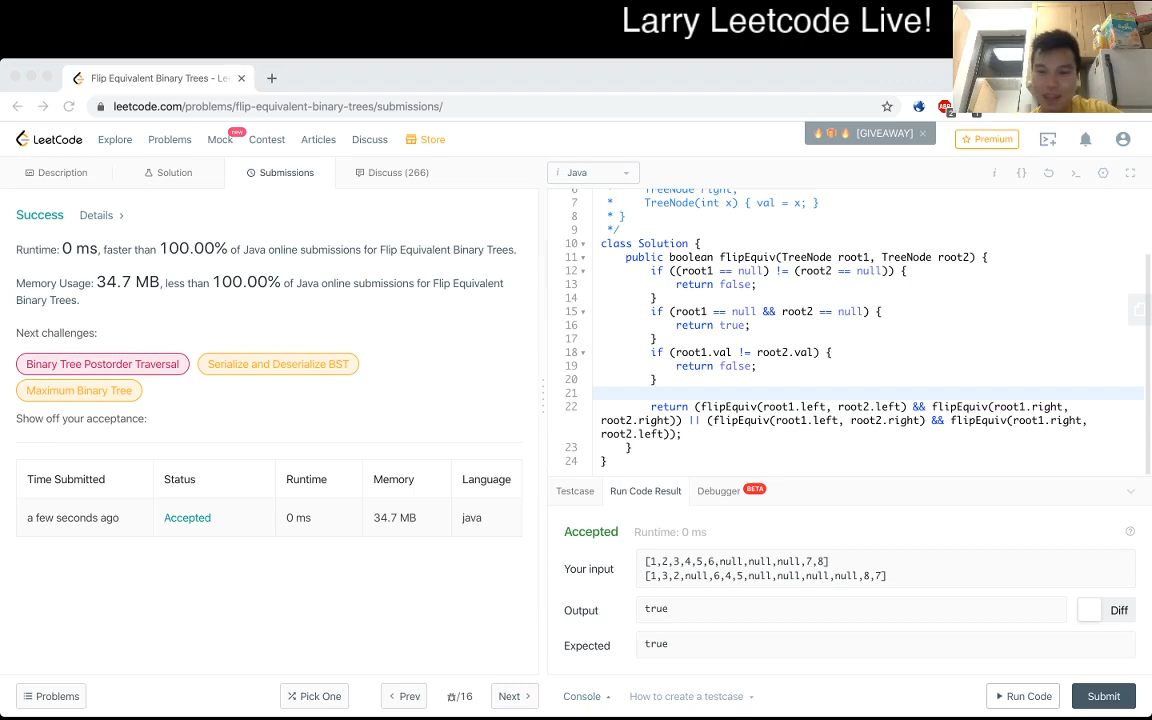 Larry Leetcode Live!
Flip Equivalent Binary Trees - Le
leetcode.com/problems/flip-equivalent-binary-trees/submissions/
LeetCode Explore Problems Mock new Contest Articles Discuss Store [GIVEAWAY] × Premium
Description Solution Submissions Discuss (266) i Java
Success Details >
Runtime: 0 ms, faster than 100.00% of Java online submissions for Flip Equivalent Binary Trees.
Memory Usage: 34.7 MB, less than 100.00% of Java online submissions for Flip Equivalent
Binary Trees.
Next challenges:
Binary Tree Postorder Traversal Serialize and Deserialize BST
Maximum Binary Tree
Show off your acceptance:
Time Submitted Status Runtime Memory Language
a few seconds ago Accepted 0 ms 34.7 MB java
6 * TreeNode right;
7 * TreeNode(int x) { val = x; }
8 * }
9 */
10 class Solution {
11 public boolean flipEquiv(TreeNode root1, TreeNode root2) {
12 if ((root1 == null) != (root2 == null)) {
13 return false;
14 }
15 if (root1 == null && root2 == null) {
16 return true;
17 }
18 if (root1.val != root2.val) {
19 return false;
20 }
21
22 return (flipEquiv(root1.left, root2.left) && flipEquiv(root1.right,
root2.right)) || (flipEquiv(root1.left, root2.right) && flipEquiv(root1.right,
root2.left));
23 }
24 }
Testcase Run Code Result Debugger BETA
Accepted Runtime: 0 ms
Your input
[1,2,3,4,5,6,null,null,null,7,8]
[1,3,2,null,6,4,5,null,null,null,null,8,7]
Output true Diff
Expected true
Problems Pick One < Prev /16 Next > Console How to create a testcase Run Code Submit